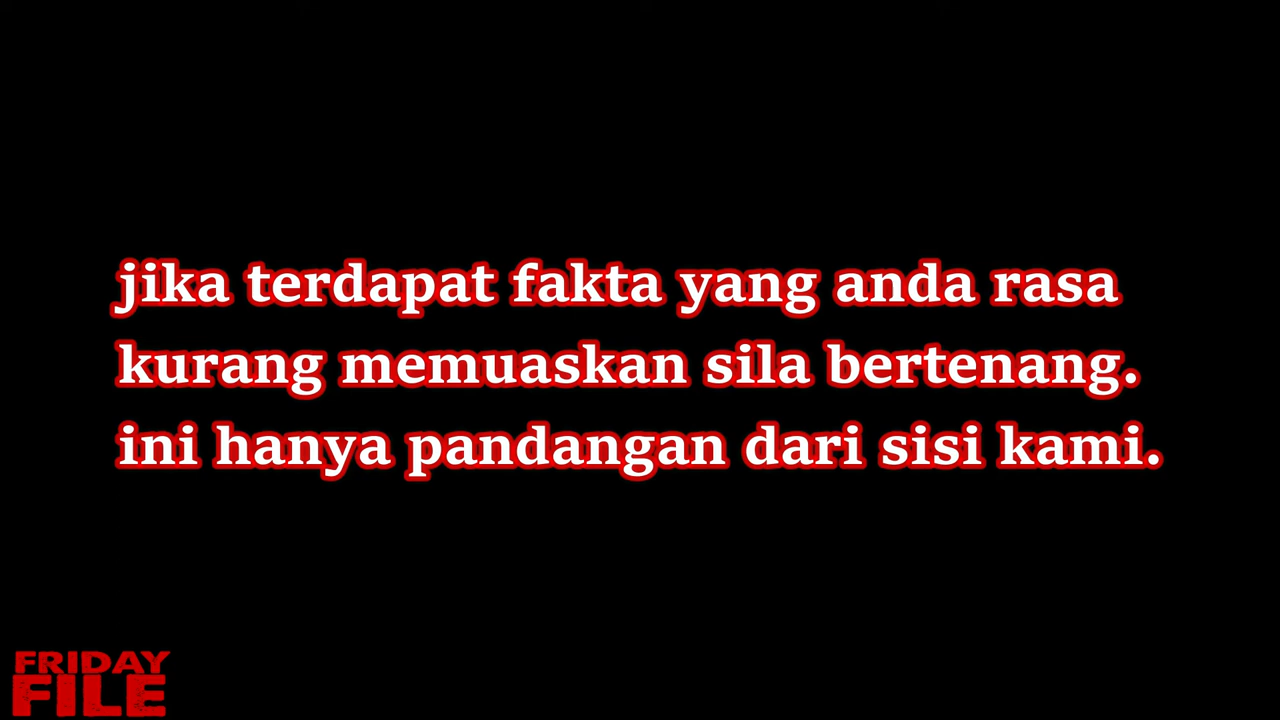 jika terdapat fakta yang anda rasa
kurang memuaskan sila bertenang.
ini hanya pandangan dari sisi kami.
FRIDAY
FILE